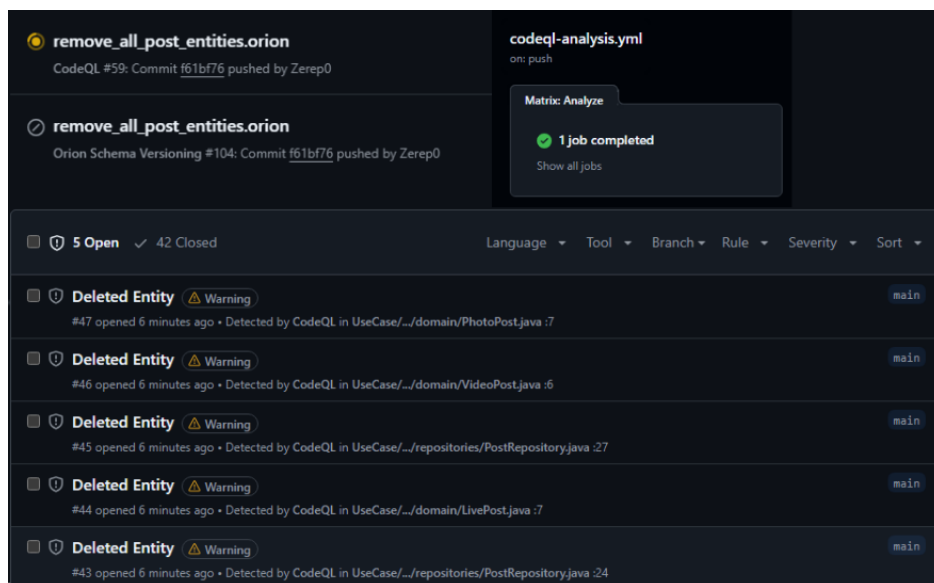 remove_all_post_entities.orion
CodeQL #59: Commit f61bf76 pushed by Zerep0
remove_all_post_entities.orion
Orion Schema Versioning #104: Commit f61bf76 pushed by Zerep0
codeql-analysis.yml
on: push
Matrix: Analyze
1 job completed
Show all jobs
5 Open 42 Closed Language Tool Branch Rule Severity Sort
Deleted Entity Warning main
#47 opened 6 minutes ago • Detected by CodeQL in UseCase/.../domain/PhotoPost.java :7
Deleted Entity Warning main
#46 opened 6 minutes ago • Detected by CodeQL in UseCase/.../domain/VideoPost.java :6
Deleted Entity Warning main
#45 opened 6 minutes ago • Detected by CodeQL in UseCase/.../repositories/PostRepository.java :27
Deleted Entity Warning main
#44 opened 6 minutes ago • Detected by CodeQL in UseCase/.../domain/LivePost.java :7
Deleted Entity Warning main
#43 opened 6 minutes ago • Detected by CodeQL in UseCase/.../repositories/PostRepository.java :24